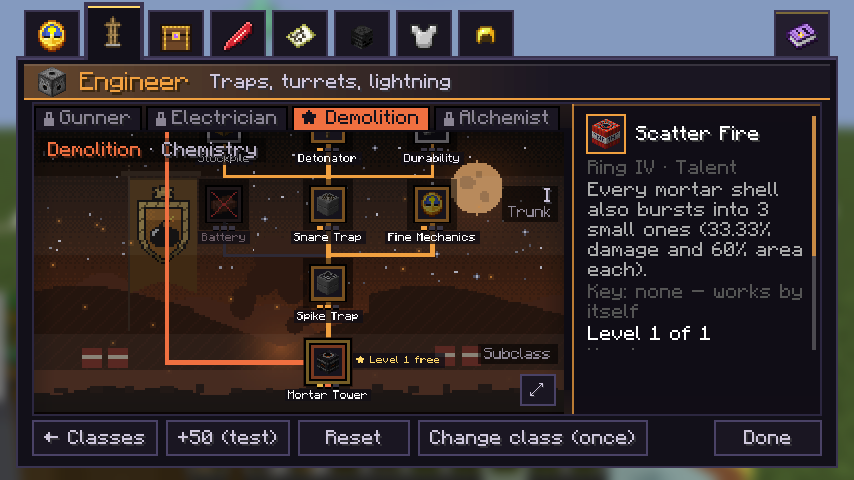 Engineer Traps, turrets, lightning
Gunner Electrician Demolition Alchemist
Demolition · Chemistry
Stockpile Detonator Durability
I
Trunk
Battery Snare Trap Fine Mechanics
Spike Trap
Subclass
Level 1 free
Mortar Tower
Scatter Fire
Ring IV · Talent
Every mortar shell
also bursts into 3
small ones (33.33%
damage and 60% area
each).
Key: none — works by
itself
Level 1 of 1
← Classes +50 (test) Reset Change class (once) Done